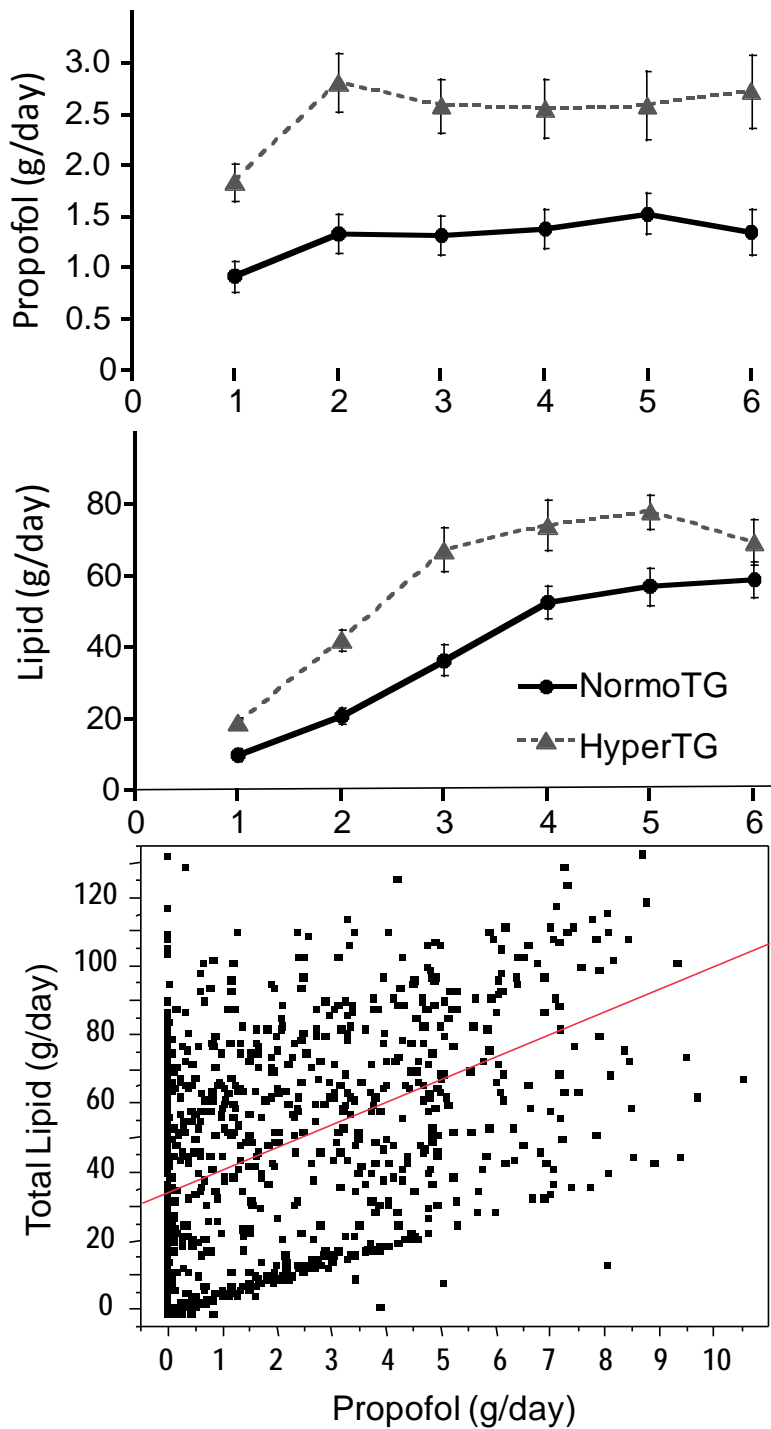 Propofol (g/day)
3.0
2.5
2.0
1.5
1.0
0.5
0
0 1 2 3 4 5 6
Lipid (g/day)
80
60
40
20
0
NormoTG
HyperTG
0 1 2 3 4 5 6
Total Lipid (g/day)
120
100
80
60
40
20
0
0 1 2 3 4 5 6 7 8 9 10
Propofol (g/day)